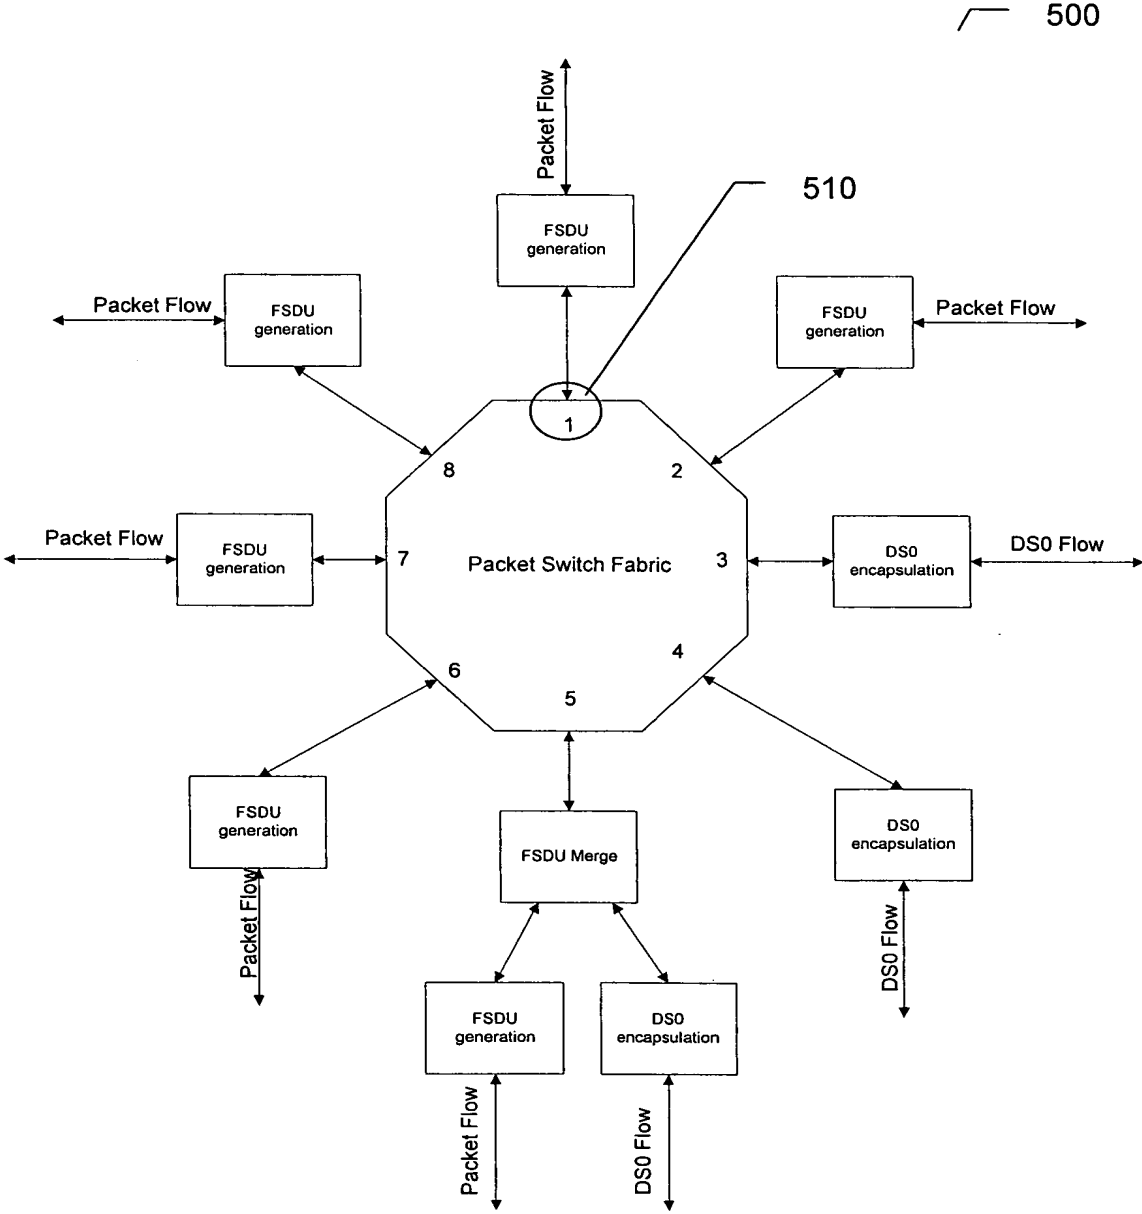 500
Packet Flow
510
FSDU
generation
Packet Flow
FSDU
generation
FSDU
generation
Packet Flow
1
8
2
Packet Flow
FSDU
generation
7
Packet Switch Fabric
3
DS0
encapsulation
DS0 Flow
6
4
5
FSDU
generation
Packet Flow
FSDU Merge
DS0
encapsulation
DS0 Flow
FSDU
generation
DS0
encapsulation
Packet Flow
DS0 Flow